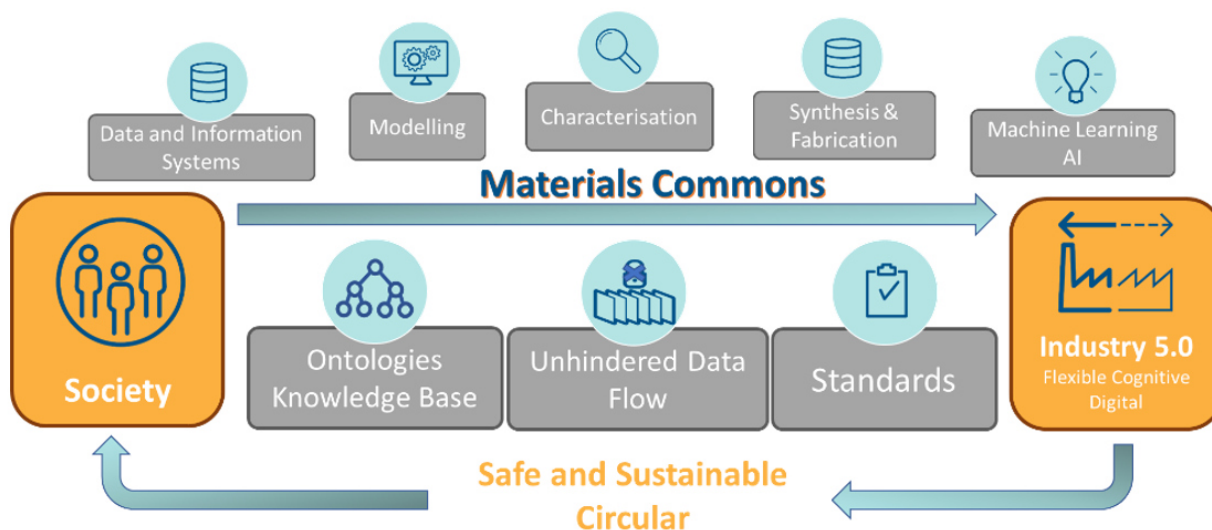 Data and Information
Systems
Modelling
Characterisation
Synthesis &
Fabrication
Machine Learning
AI
Materials Commons
Society
Ontologies
Knowledge Base
Unhindered Data
Flow
Standards
Industry 5.0
Flexible Cognitive
Digital
Safe and Sustainable
Circular